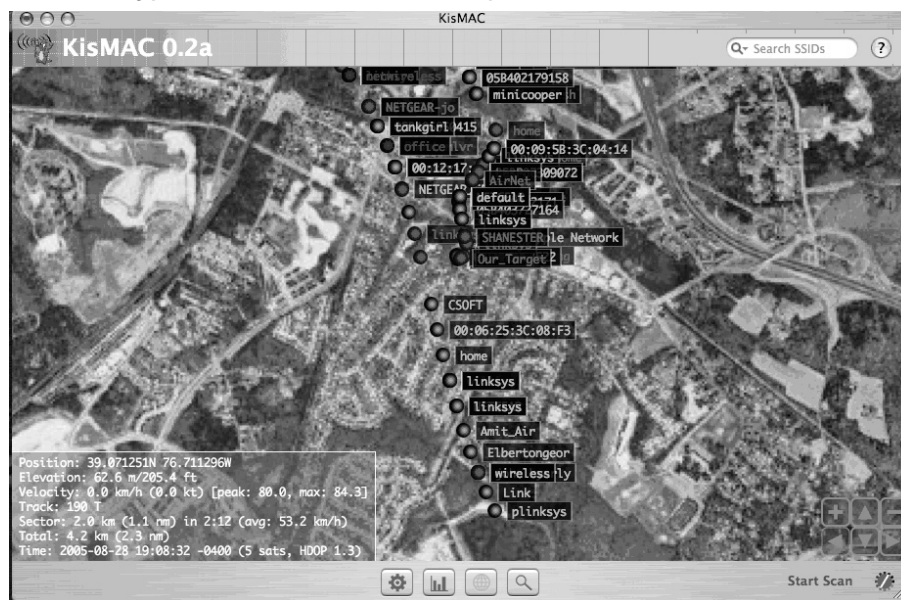 KisMAC
KisMAC 0.2a
Search SSIDs
?
05B402179158
minicooper
NETGEAR-jo
tankgirl
home
office
00:09:5B:3C:04:14
00:12:17:
AirNet
NETGEAR
default
linksys
SHANESTER
Our_Target
CSOFT
00:06:25:3C:08:F3
home
linksys
linksys
Amit_Air
Elbertongeor
wireless
Link
plinksys
Position: 39.071251N 76.711296W
Elevation: 62.6 m/205.4 ft
Velocity: 0.0 km/h (0.0 kt) [peak: 80.0, max: 84.3]
Track: 190 T
Sector: 2.0 km (1.1 nm) in 2:12 (avg: 53.2 km/h)
Total: 4.2 km (2.3 nm)
Time: 2005-08-28 19:08:32 -0400 (5 sats, HDOP 1.3)
Start Scan